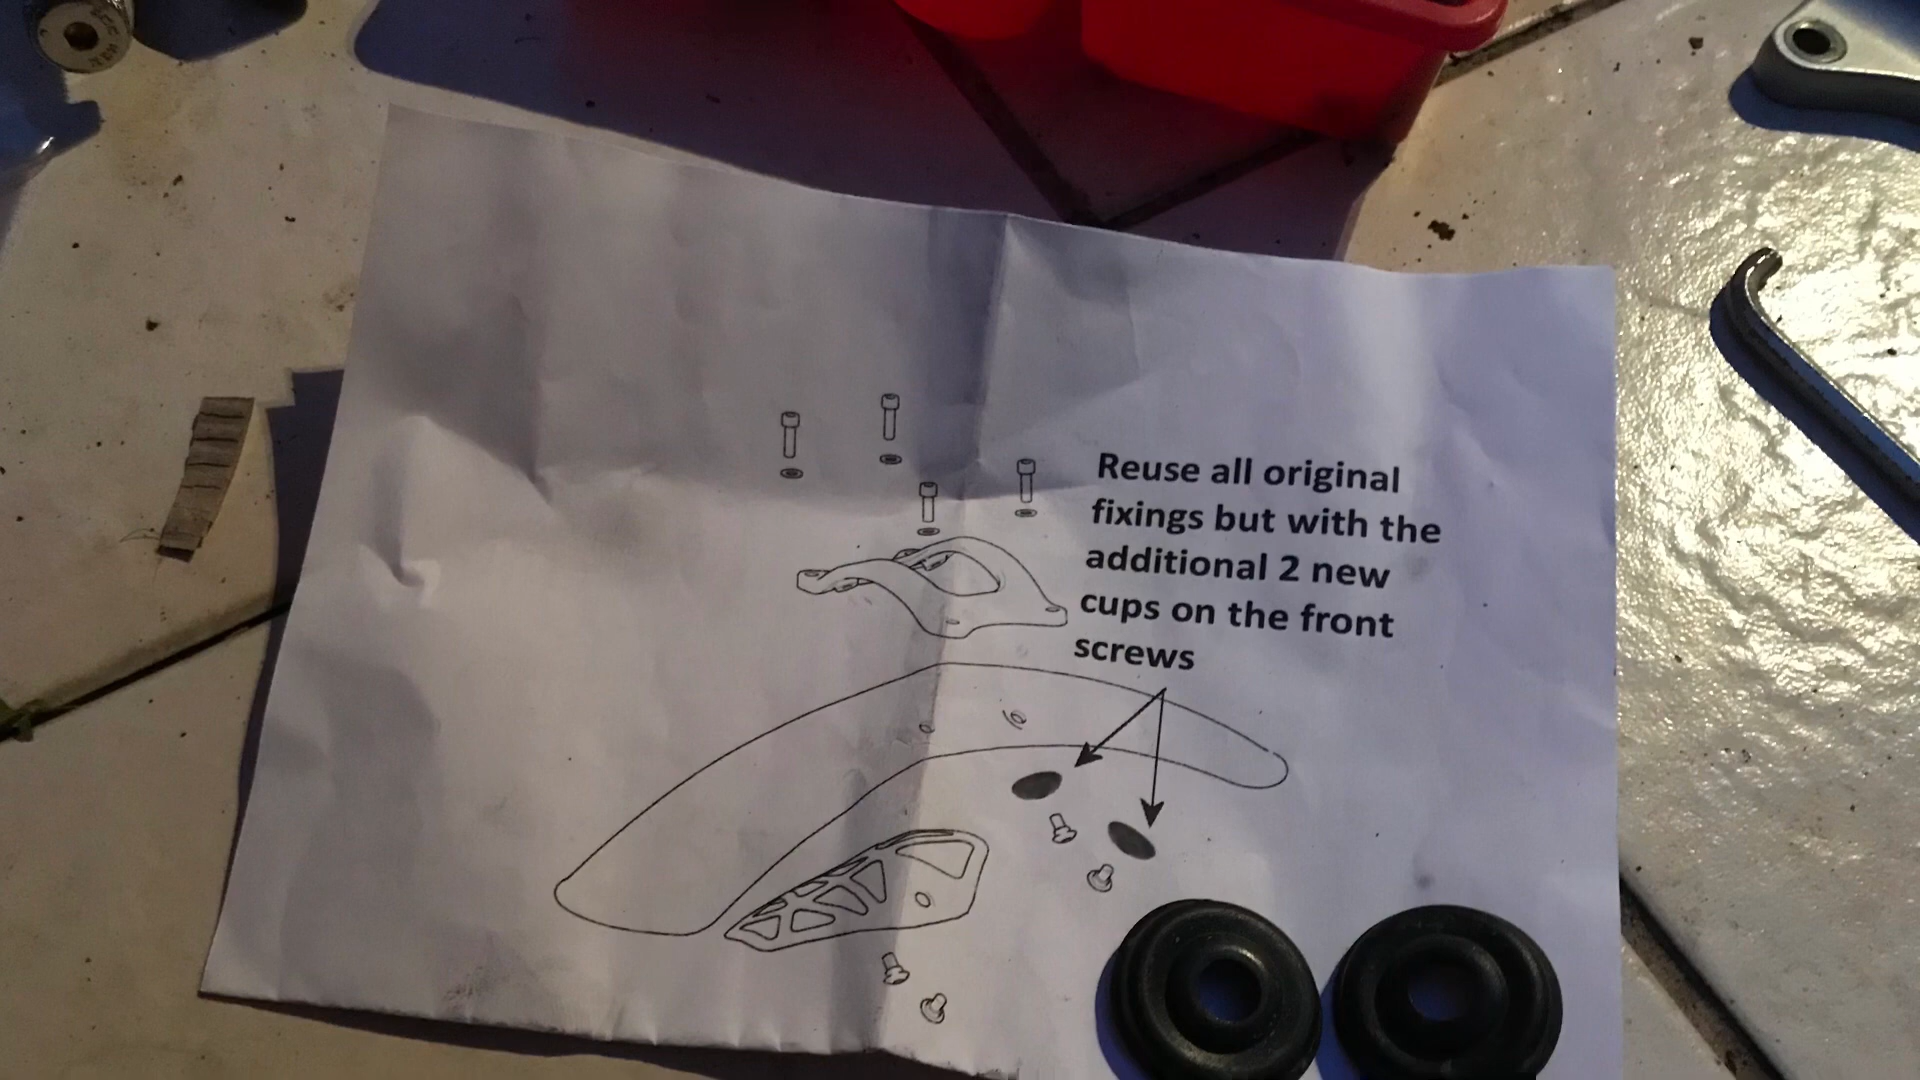 Reuse all original
fixings but with the
additional 2 new
cups on the front
screws